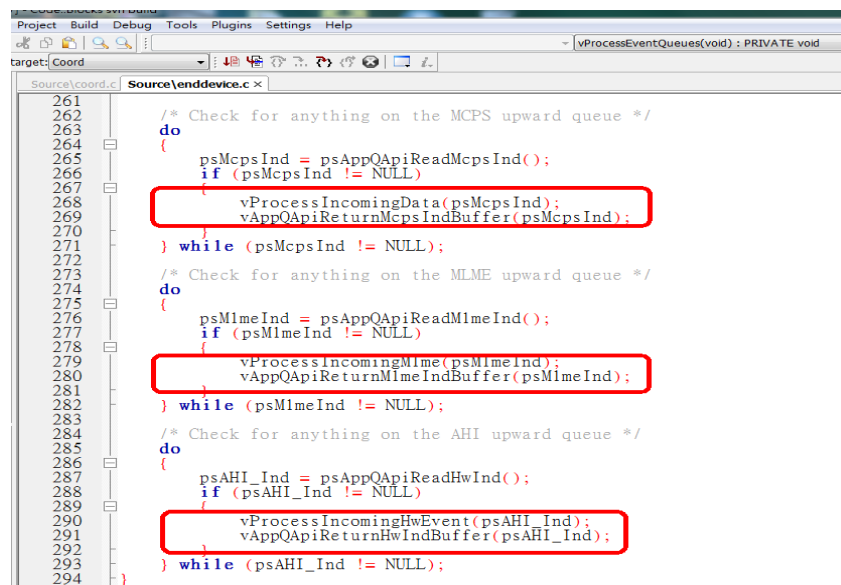 ] - Code::Blocks svn build
Project Build Debug Tools Plugins Settings Help
vProcessEventQueues(void) : PRIVATE void
target: Coord
Source\coord.c Source\enddevice.c ×
261
262 /* Check for anything on the MCPS upward queue */
263 do
264 {
265 psMcpsInd = psAppQApiReadMcpsInd();
266 if (psMcpsInd != NULL)
267 {
268 vProcessIncomingData(psMcpsInd);
269 vAppQApiReturnMcpsIndBuffer(psMcpsInd);
270 }
271 } while (psMcpsInd != NULL);
272
273 /* Check for anything on the MLME upward queue */
274 do
275 {
276 psMlmeInd = psAppQApiReadMlmeInd();
277 if (psMlmeInd != NULL)
278 {
279 vProcessIncomingMlme(psMlmeInd);
280 vAppQApiReturnMlmeIndBuffer(psMlmeInd);
281 }
282 } while (psMlmeInd != NULL);
283
284 /* Check for anything on the AHI upward queue */
285 do
286 {
287 psAHI_Ind = psAppQApiReadHwInd();
288 if (psAHI_Ind != NULL)
289 {
290 vProcessIncomingHwEvent(psAHI_Ind);
291 vAppQApiReturnHwIndBuffer(psAHI_Ind);
292 }
293 } while (psAHI_Ind != NULL);
294 }